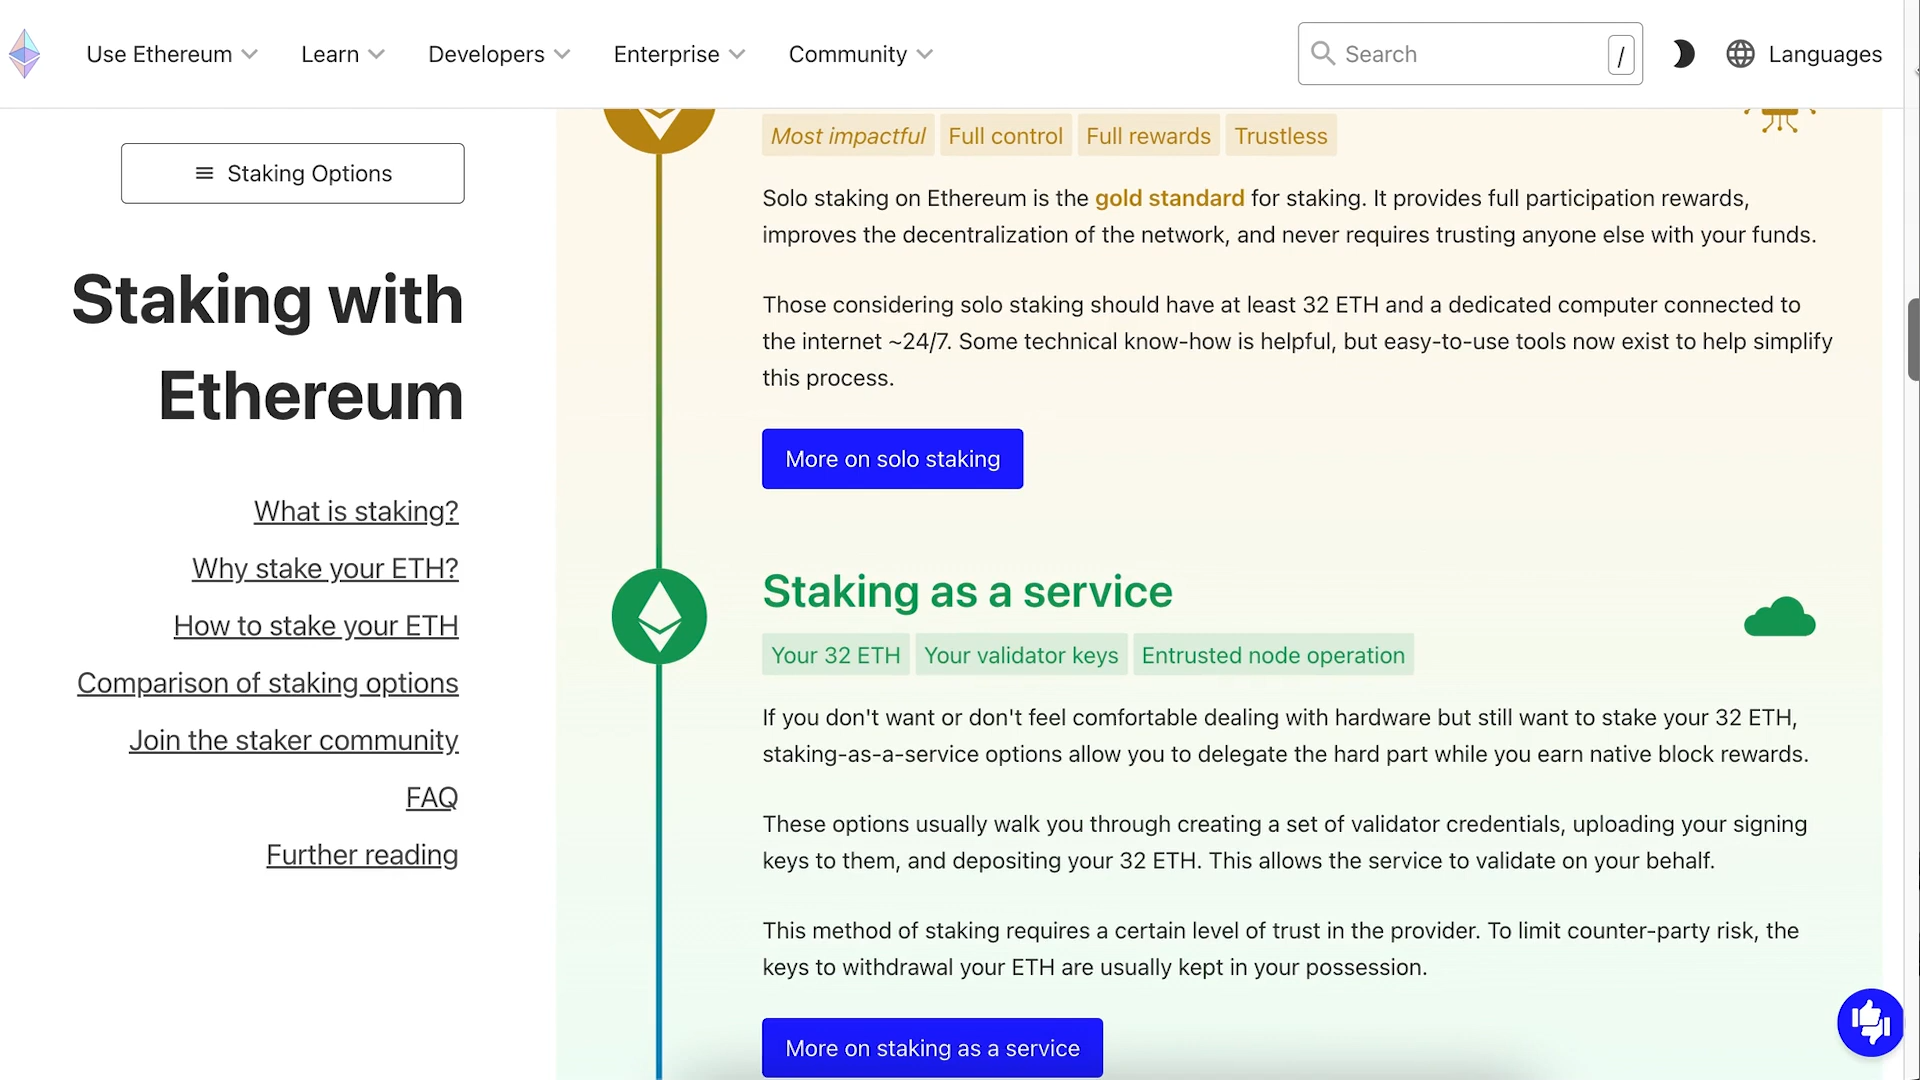 Use Ethereum
Learn
Developers
Enterprise
Community
Search
/
Languages
Staking Options
Staking with
Ethereum
What is staking?
Why stake your ETH?
How to stake your ETH
Comparison of staking options
Join the staker community
FAQ
Further reading
Most impactful Full control Full rewards Trustless
Solo staking on Ethereum is the gold standard for staking. It provides full participation rewards,
improves the decentralization of the network, and never requires trusting anyone else with your funds.
Those considering solo staking should have at least 32 ETH and a dedicated computer connected to
the internet ~24/7. Some technical know-how is helpful, but easy-to-use tools now exist to help simplify
this process.
More on solo staking
Staking as a service
Your 32 ETH Your validator keys Entrusted node operation
If you don't want or don't feel comfortable dealing with hardware but still want to stake your 32 ETH,
staking-as-a-service options allow you to delegate the hard part while you earn native block rewards.
These options usually walk you through creating a set of validator credentials, uploading your signing
keys to them, and depositing your 32 ETH. This allows the service to validate on your behalf.
This method of staking requires a certain level of trust in the provider. To limit counter-party risk, the
keys to withdrawal your ETH are usually kept in your possession.
More on staking as a service